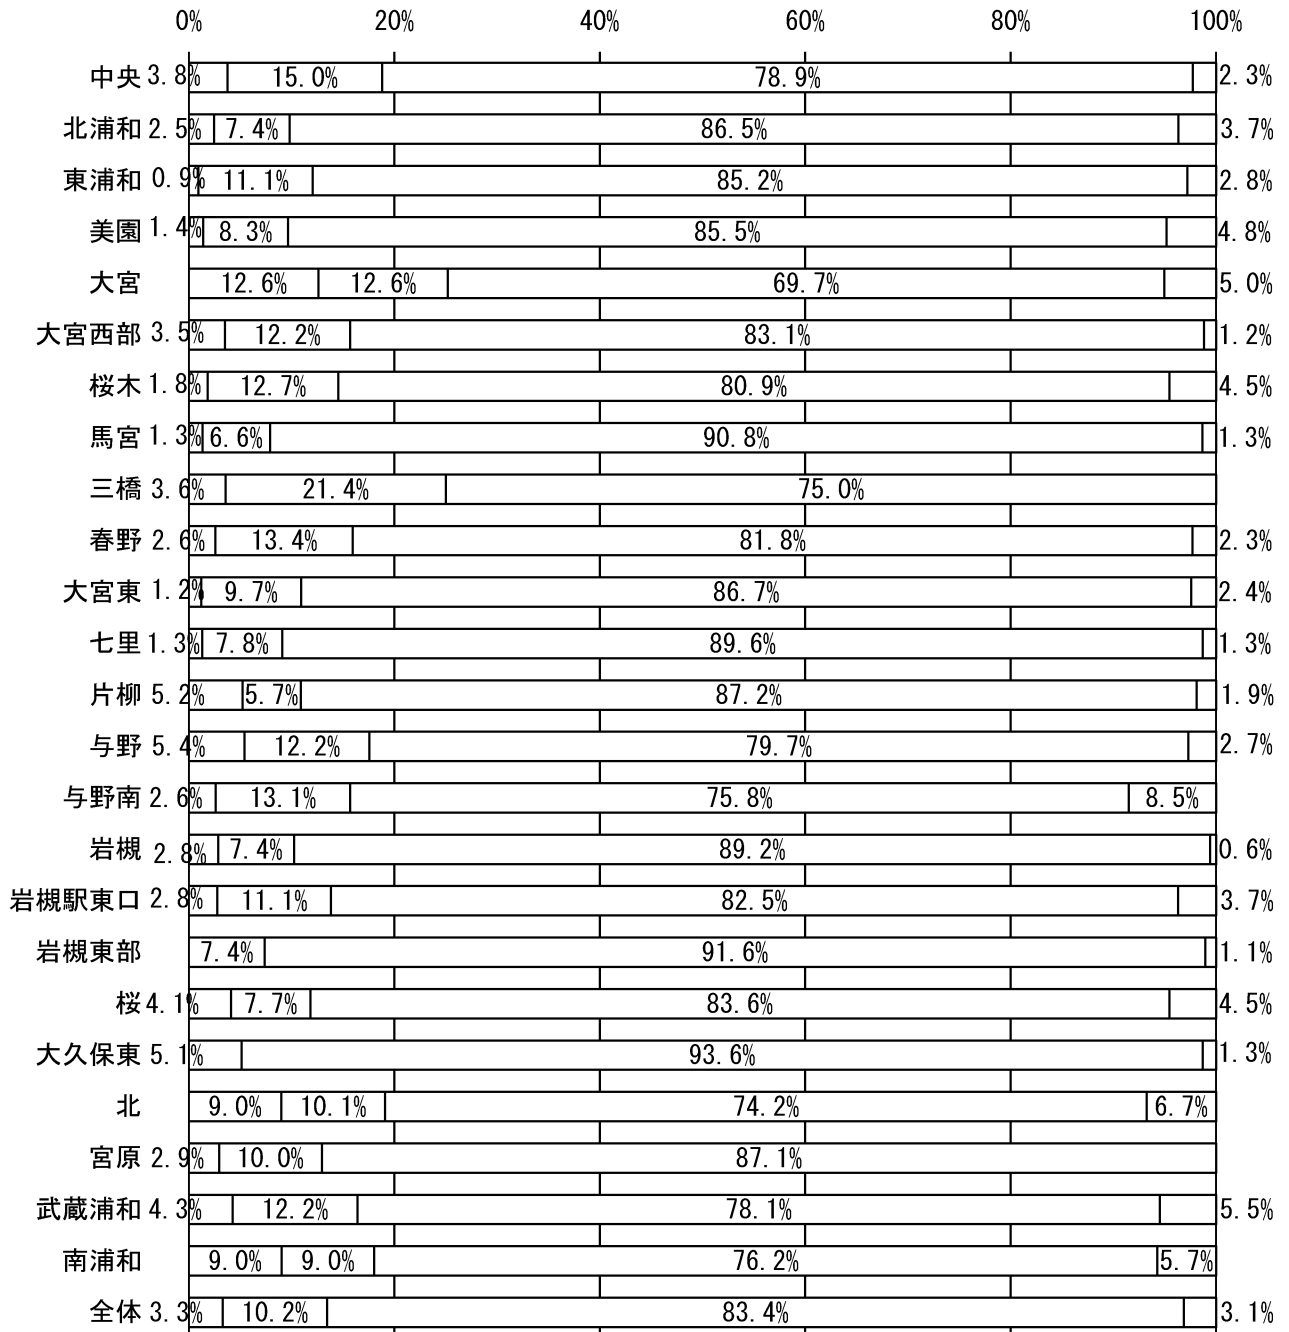 0% 20% 40% 60% 80% 100%
中央 3.8% 15.0% 78.9% 2.3%
北浦和 2.5% 7.4% 86.5% 3.7%
東浦和 0.9% 11.1% 85.2% 2.8%
美園 1.4% 8.3% 85.5% 4.8%
大宮 12.6% 12.6% 69.7% 5.0%
大宮西部 3.5% 12.2% 83.1% 1.2%
桜木 1.8% 12.7% 80.9% 4.5%
馬宮 1.3% 6.6% 90.8% 1.3%
三橋 3.6% 21.4% 75.0%
春野 2.6% 13.4% 81.8% 2.3%
大宮東 1.2% 9.7% 86.7% 2.4%
七里 1.3% 7.8% 89.6% 1.3%
片柳 5.2% 5.7% 87.2% 1.9%
与野 5.4% 12.2% 79.7% 2.7%
与野南 2.6% 13.1% 75.8% 8.5%
岩槻 2.8% 7.4% 89.2% 0.6%
岩槻駅東口 2.8% 11.1% 82.5% 3.7%
岩槻東部 7.4% 91.6% 1.1%
桜 4.1% 7.7% 83.6% 4.5%
大久保東 5.1% 93.6% 1.3%
北 9.0% 10.1% 74.2% 6.7%
宮原 2.9% 10.0% 87.1%
武蔵浦和 4.3% 12.2% 78.1% 5.5%
南浦和 9.0% 9.0% 76.2% 5.7%
全体 3.3% 10.2% 83.4% 3.1%